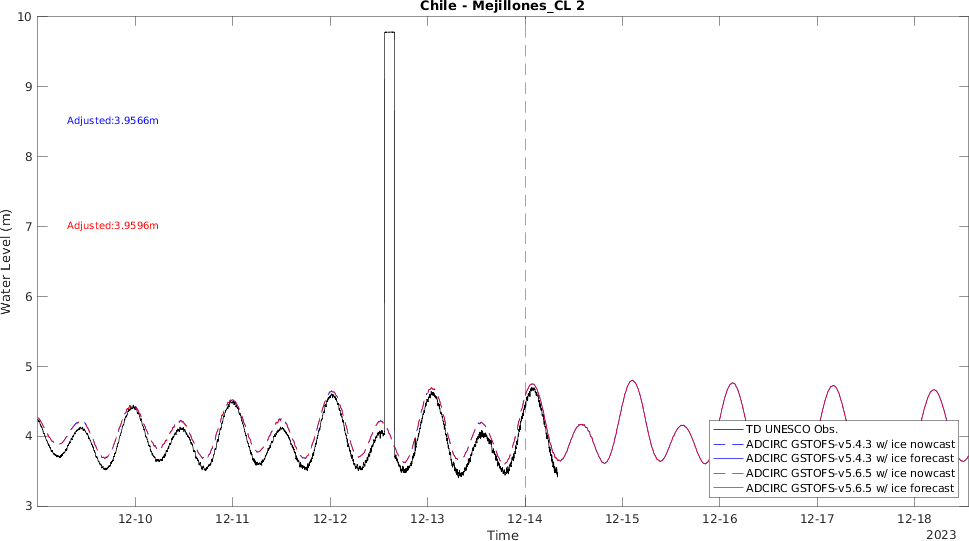 Chile - Mejillones_CL 2
10
9
8
7
6
5
4
3
Water Level (m)
Adjusted:3.9566m
Adjusted:3.9596m
TD UNESCO Obs.
ADCIRC GSTOFS-v5.4.3 w/ ice nowcast
ADCIRC GSTOFS-v5.4.3 w/ ice forecast
ADCIRC GSTOFS-v5.6.5 w/ ice nowcast
ADCIRC GSTOFS-v5.6.5 w/ ice forecast
12-10 12-11 12-12 12-13 12-14 12-15 12-16 12-17 12-18
Time
2023